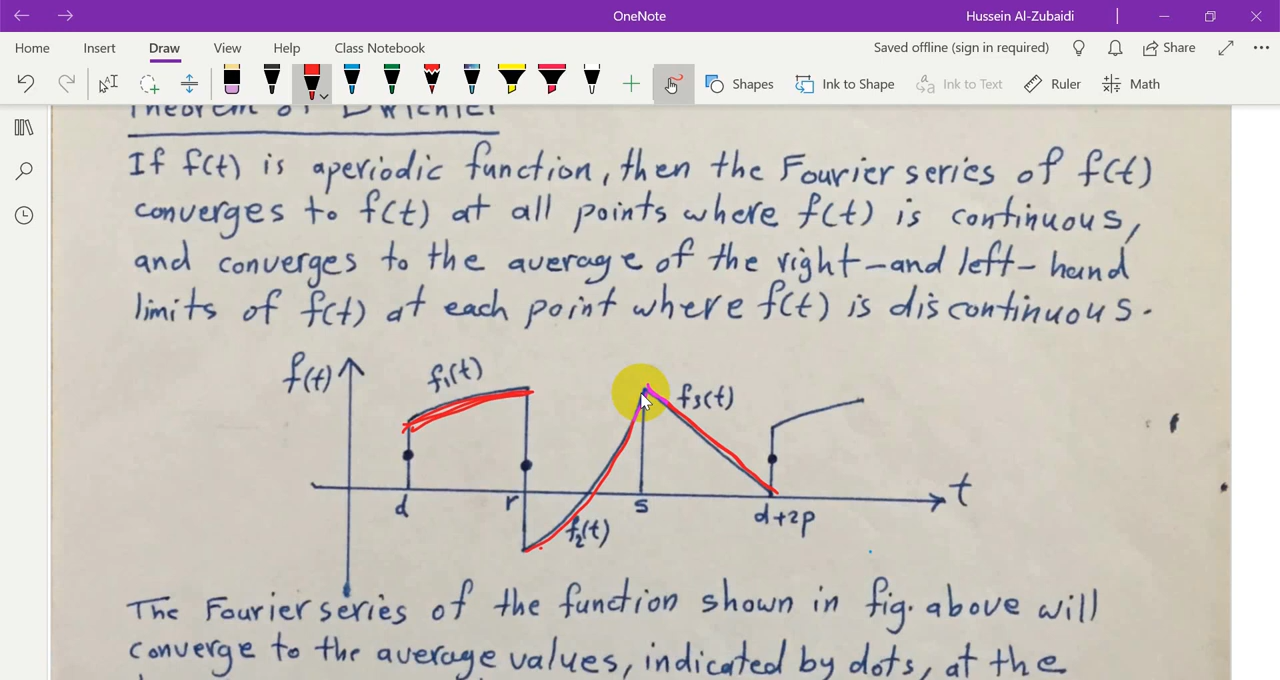 OneNote
Hussein Al-Zubaidi
Home Insert Draw View Help Class Notebook
Saved offline (sign in required)
Share
Shapes
Ink to Shape
Ink to Text
Ruler
Math
Theorem of Dirichlet
If f(t) is aperiodic function, then the Fourier series of f(t)
converges to f(t) at all points where f(t) is continuous,
and converges to the average of the right-and left-hand
limits of f(t) at each point where f(t) is discontinuous.
f(t)
f₁(t)
f₃(t)
t
d
r
s
d+2p
f₂(t)
The Fourier series of the function shown in fig. above will
converge to the average values, indicated by dots, at the